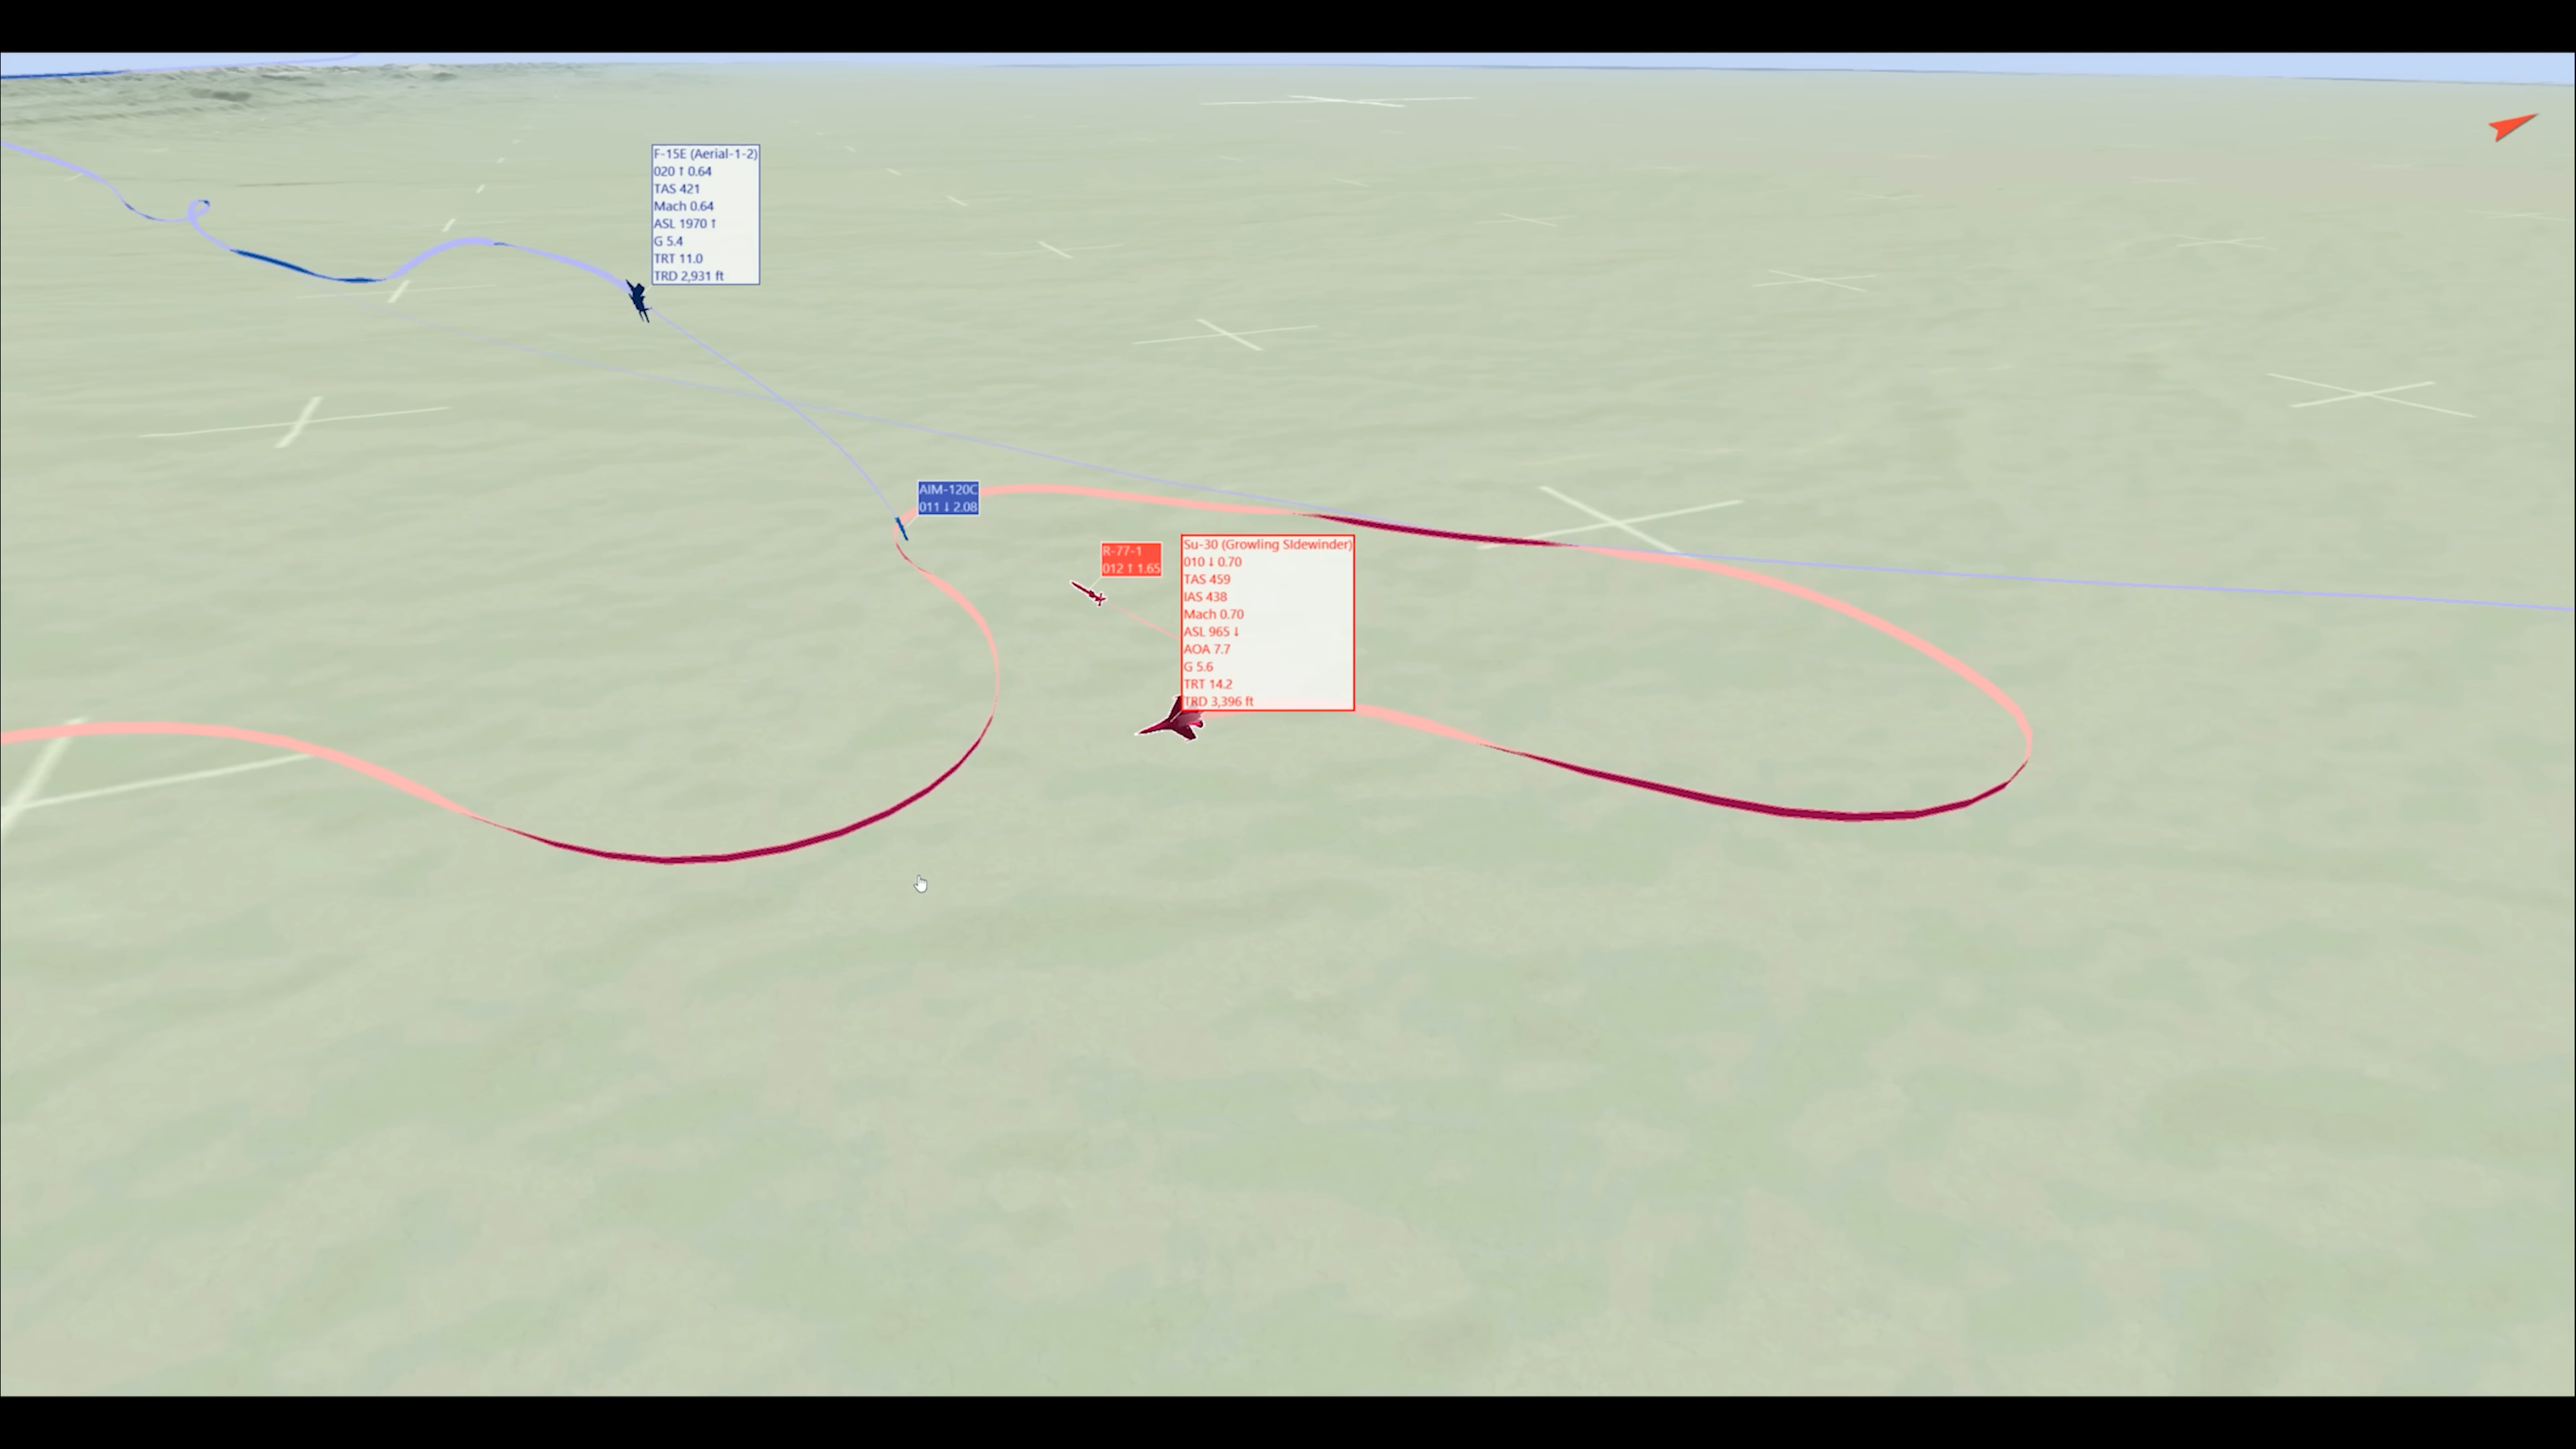 F-15E (Aerial-1-2)
020 ↑ 0.64
TAS 421
Mach 0.64
ASL 1970 ↑
G 5.4
TRT 11.0
TRD 2,931 ft
AIM-120C
011 ↓ 2.08
R-77-1
012 ↑ 1.65
Su-30 (Growling SIdewinder)
010 ↓ 0.70
TAS 459
IAS 438
Mach 0.70
ASL 965 ↓
AOA 7.7
G 5.6
TRT 14.2
TRD 3,396 ft